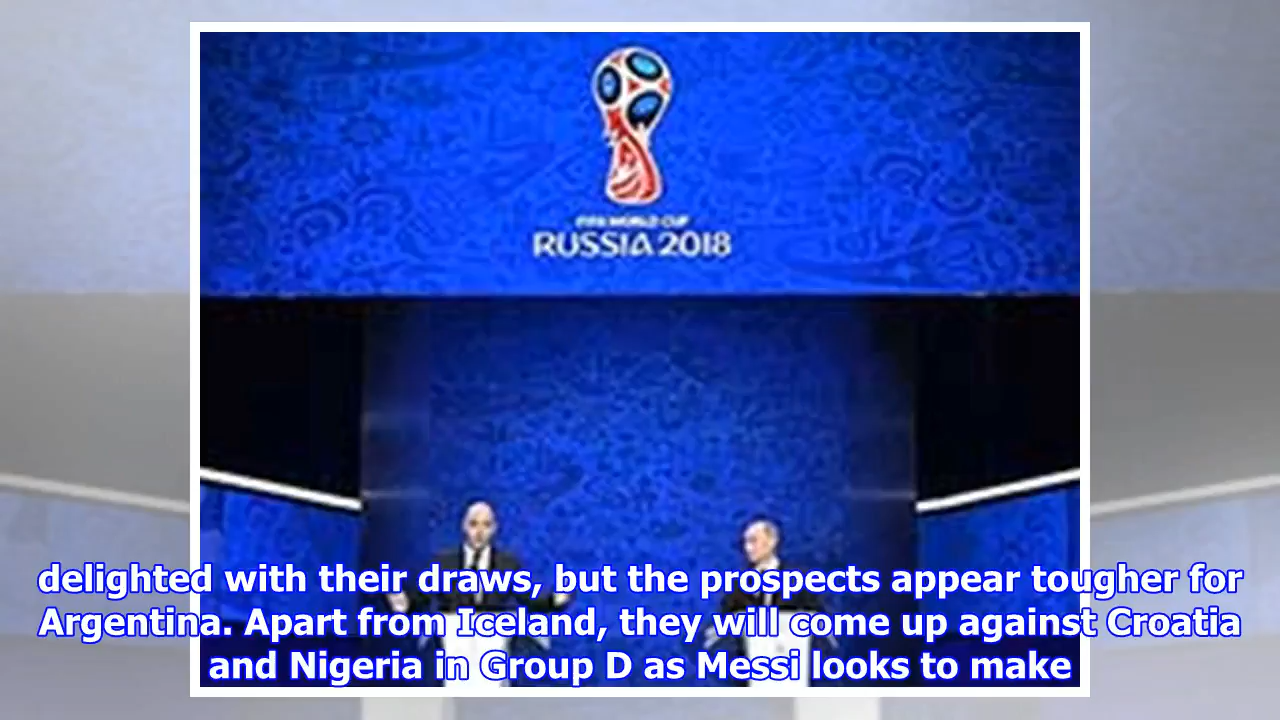 FIFA WORLD CUP
RUSSIA 2018
delighted with their draws, but the prospects appear tougher for
Argentina. Apart from Iceland, they will come up against Croatia
and Nigeria in Group D as Messi looks to make